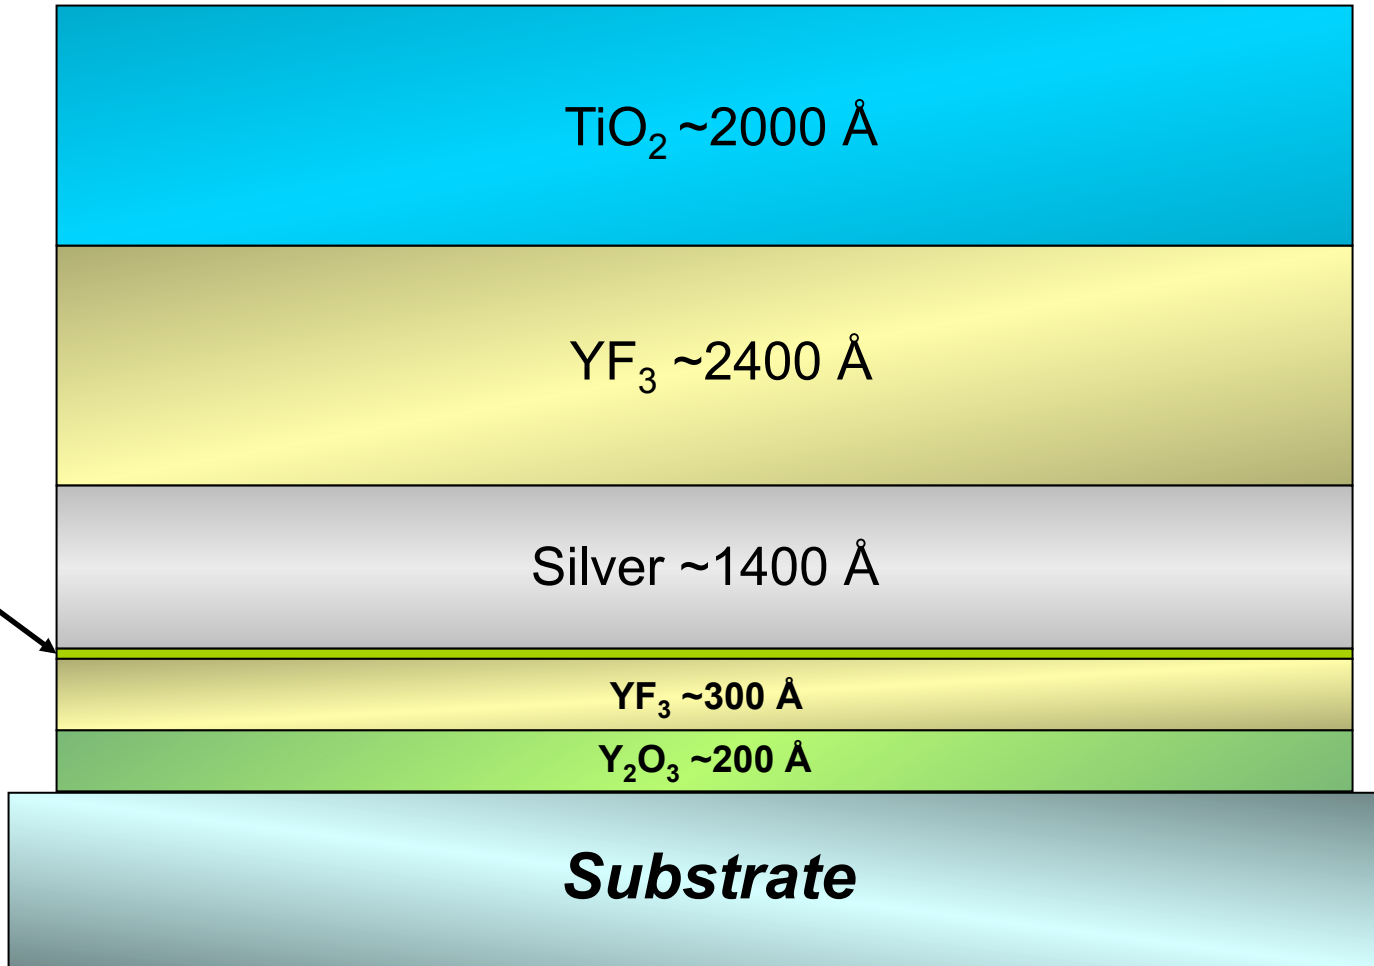 TiO₂ ~2000 Å
YF₃ ~2400 Å
Silver ~1400 Å
YF₃ ~300 Å
Y₂O₃ ~200 Å
Substrate